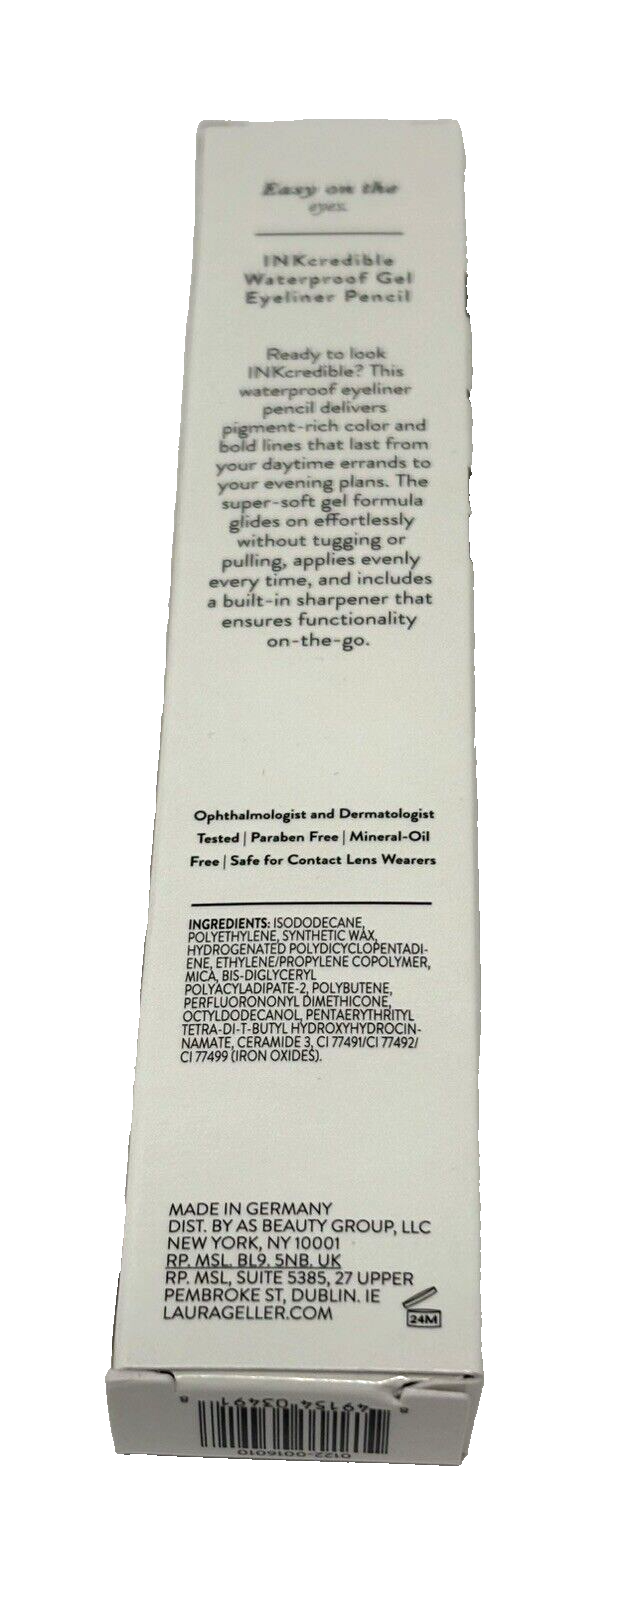 Easy on the
eyes.
INKcredible
Waterproof Gel
Eyeliner Pencil
Ready to look
INKcredible? This
waterproof eyeliner
pencil delivers
pigment-rich color and
bold lines that last from
your daytime errands to
your evening plans. The
super-soft gel formula
glides on effortlessly
without tugging or
pulling, applies evenly
every time, and includes
a built-in sharpener that
ensures functionality
on-the-go.
Ophthalmologist and Dermatologist
Tested | Paraben Free | Mineral-Oil
Free | Safe for Contact Lens Wearers
INGREDIENTS: ISODODECANE,
POLYETHYLENE, SYNTHETIC WAX,
HYDROGENATED POLYDICYCLOPENTADI-
ENE, ETHYLENE/PROPYLENE COPOLYMER,
MICA, BIS-DIGLYCERYL
POLYACYLADIPATE-2, POLYBUTENE,
PERFLUORONONYL DIMETHICONE,
OCTYLDODECANOL, PENTAERYTHRITYL
TETRA-DI-T-BUTYL HYDROXYHYDROCIN-
NAMATE, CERAMIDE 3, CI 77491/CI 77492/
CI 77499 (IRON OXIDES).
MADE IN GERMANY
DIST. BY AS BEAUTY GROUP, LLC
NEW YORK, NY 10001
RP. MSL. BL9. 5NB. UK
RP. MSL, SUITE 5385, 27 UPPER
PEMBROKE ST, DUBLIN. IE
LAURAGELLER.COM
24M
0122-0016010
8 49154 03491 8